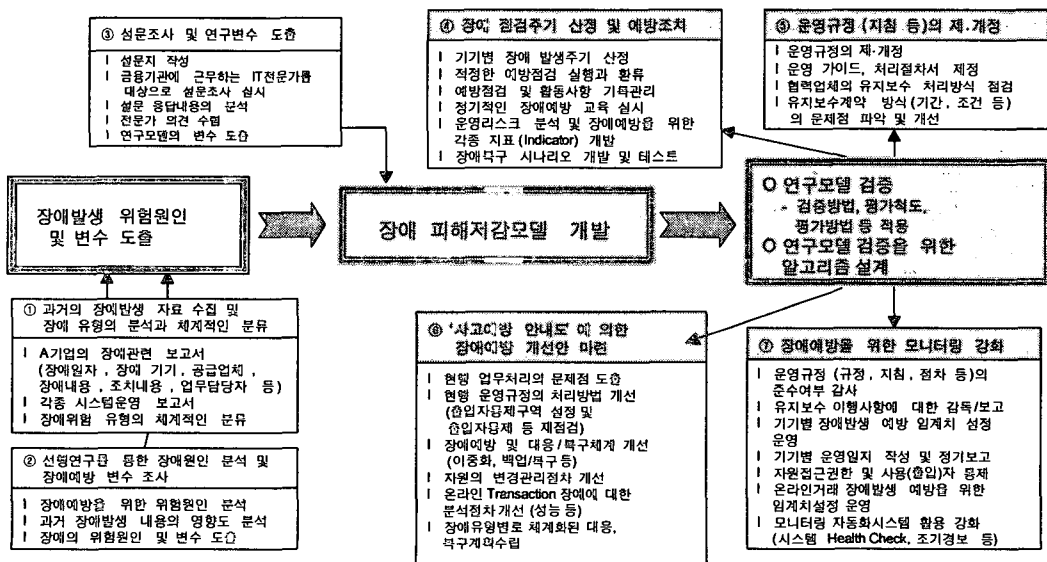 ③ 설문조사 및 연구변수 도출
ㅣ 설문지 작성
ㅣ 금융기관에 근무하는 IT전문가를
대상으로 설문조사 실시
ㅣ 설문 응답내용의 분석
ㅣ 전문가 의견 수렴
ㅣ 연구모델의 변수 도출
④ 장애 점검주기 산정 및 예방조치
ㅣ 기기별 장애 발생주기 산정
ㅣ 적정한 예방점검 실행과 환류
ㅣ 예방점검 및 활동사항 기록관리
ㅣ 정기적인 장애예방 교육 실시
ㅣ 운영리스크 분석 및 장애예방을 위한
각종 지표(Indicator) 개발
ㅣ 장애복구 시나리오 개발 및 테스트
⑤ 운영규정(지침 등)의 제·개정
ㅣ 운영규정의 제·개정
ㅣ 운영 가이드, 처리절차서 제정
ㅣ 협력업체의 유지보수 처리방식 점검
ㅣ 유지보수계약 방식(기간, 조건 등)
의 문제점 파악 및 개선
장애발생 위험원인
및 변수 도출
장애 피해저감모델 개발
O 연구모델 검증
- 검증방법, 평가척도,
평가방법 등 적용
O 연구모델 검증을 위한
알고리즘 설계
① 과거의 장애발생 자료 수집 및
장애 유형의 분석과 체계적인 분류
ㅣ A기업의 장애관련 보고서
(장애일자, 장애 기기, 공급업체,
장애내용, 조치내용, 업무담당자 등)
ㅣ 각종 시스템운영 보고서
ㅣ 장애위험 유형의 체계적인 분류
② 선행연구를 통한 장애원인 분석 및
장애예방 변수 조사
ㅣ 장애예방을 위한 위험원인 분석
ㅣ 과거 장애발생 내용의 영향도 분석
ㅣ 장애의 위험원인 및 변수 도출
⑥ '사고예방 안내도'에 의한
장애예방 개선안 마련
ㅣ 현행 업무처리의 문제점 도출
ㅣ 현행 운영규정의 처리방법 개선
(출입자통제구역 설정 및
출입자통제 등 재점검)
ㅣ 장애예방 및 대응/복구체계 개선
(이중화, 백업/복구 등)
ㅣ 자원의 변경관리절차 개선
ㅣ 온라인 Transaction 장애에 대한
분석절차 개선(성능 등)
ㅣ 장애유형별로 체계화된 대응,
복구계획수립
⑦ 장애예방을 위한 모니터링 강화
ㅣ 운영규정 (규정, 지침, 절차 등)의
준수여부 감사
ㅣ 유지보수 이행사항에 대한 감독/보고
ㅣ 기기별 장애발생 예방 임계치 설정
운영
ㅣ 기기별 운영일지 작성 및 정기보고
ㅣ 자원접근권한 및 사용(출입)자 통제
ㅣ 온라인거래 장애발생 예방을 위한
임계치설정 운영
ㅣ 모니터링 자동화시스템 활용 강화
(시스템 Health Check, 조기경보 등)